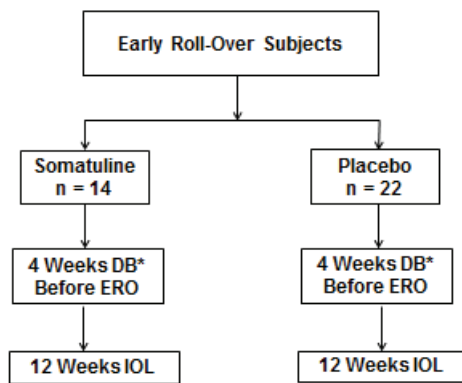 Early Roll-Over Subjects
Somatuline
n = 14
Placebo
n = 22
4 Weeks DB*
Before ERO
4 Weeks DB*
Before ERO
12 Weeks IOL
12 Weeks IOL